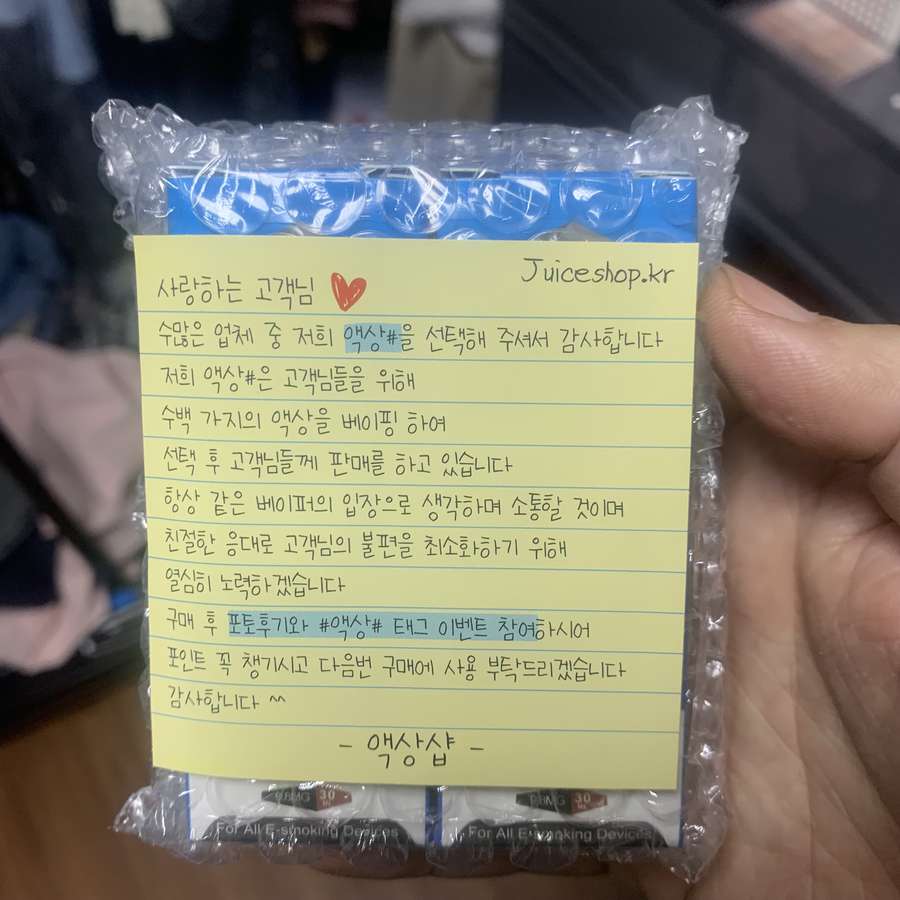 Juiceshop.kr
사랑하는 고객님
수많은 업체 중 저희 액상#을 선택해 주셔서 감사합니다
저희 액상#은 고객님들을 위해
수백 가지의 액상을 베이핑 하여
선택 후 고객님들께 판매를 하고 있습니다
항상 같은 베이퍼의 입장으로 생각하며 소통할 것이며
친절한 응대로 고객님의 불편을 최소화하기 위해
열심히 노력하겠습니다
구매 후 포토후기와 #액상# 태그 이벤트 참여하시어
포인트 꼭 챙기시고 다음번 구매에 사용 부탁드리겠습니다
감사합니다 ^^
- 액상샵 -
9.8MG 30 ML 9.8MG 30 ML
For All E-smoking Devices For All E-smoking Devices